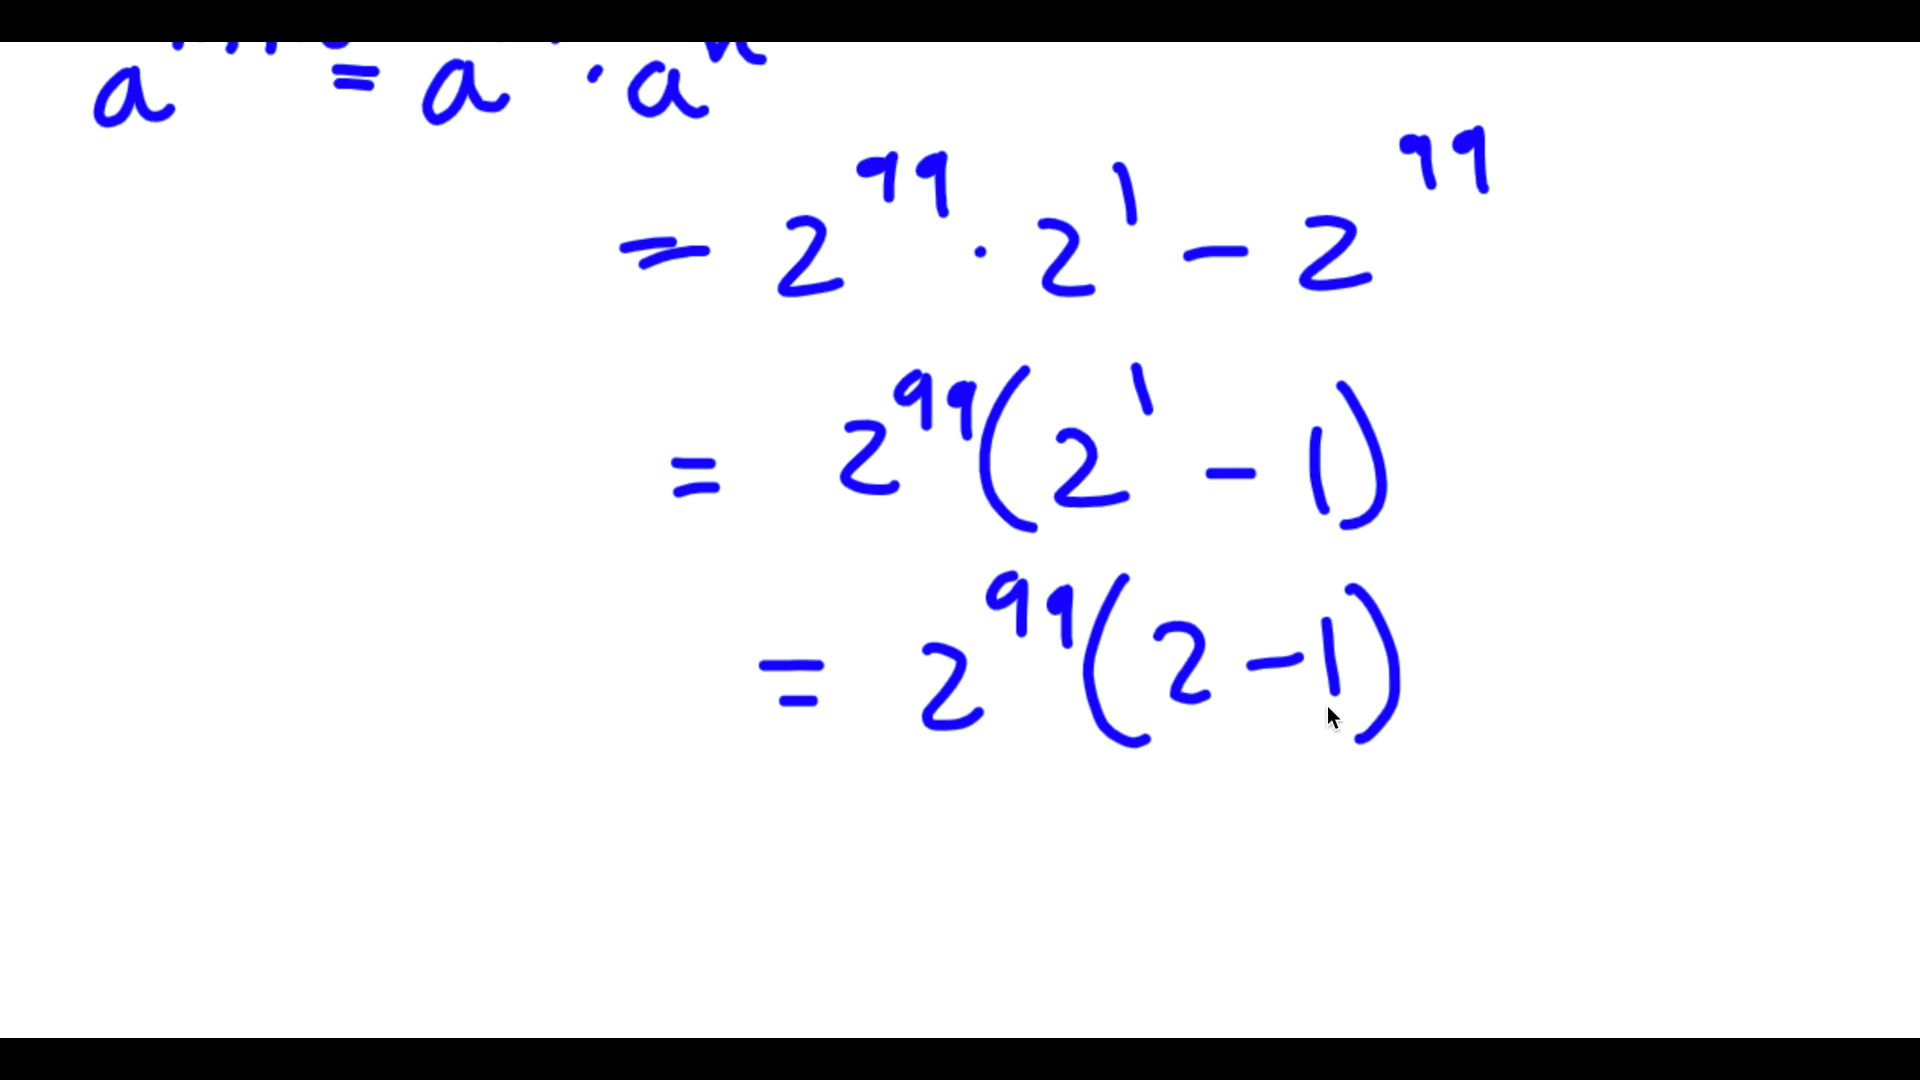 a = a · a
= 2^99 · 2^1 - 2^99
= 2^99(2^1 - 1)
= 2^99(2-1)